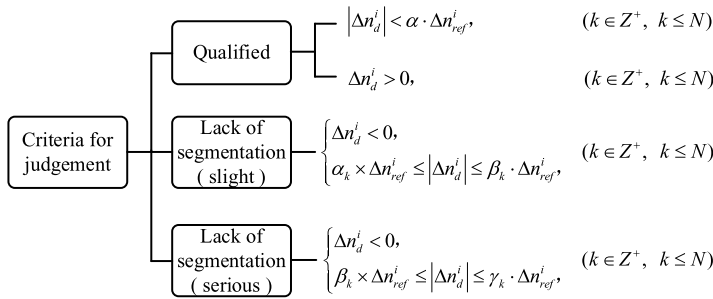 |Δn_d^i| < α · Δn_ref^i, (k ∈ Z⁺, k ≤ N)
Qualified
Δn_d^i > 0, (k ∈ Z⁺, k ≤ N)
Criteria for
judgement
Lack of
segmentation
( slight )
{ Δn_d^i < 0,
α_k × Δn_ref^i ≤ |Δn_d^i| ≤ β_k · Δn_ref^i, (k ∈ Z⁺, k ≤ N)
Lack of
segmentation
( serious )
{ Δn_d^i < 0,
β_k × Δn_ref^i ≤ |Δn_d^i| ≤ γ_k · Δn_ref^i, (k ∈ Z⁺, k ≤ N)